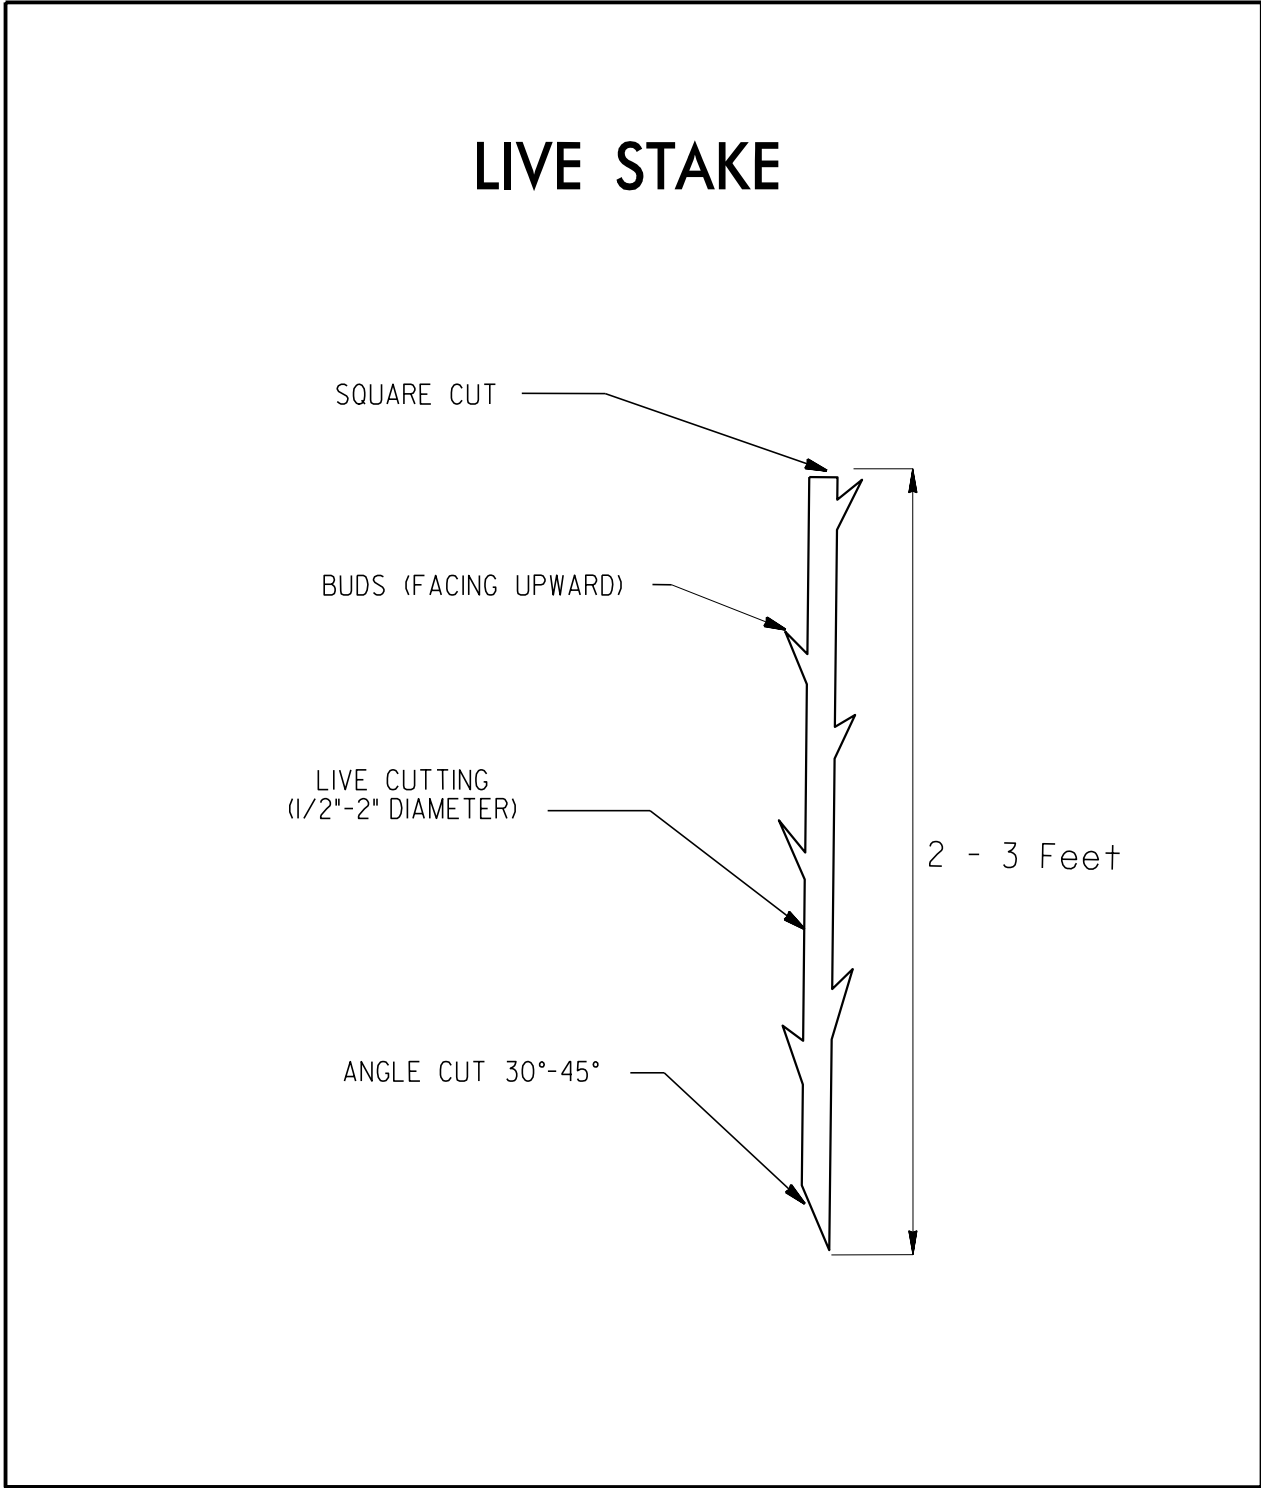 LIVE STAKE
SQUARE CUT
BUDS (FACING UPWARD)
LIVE CUTTING
(1/2"-2" DIAMETER)
2 - 3 Feet
ANGLE CUT 30°-45°